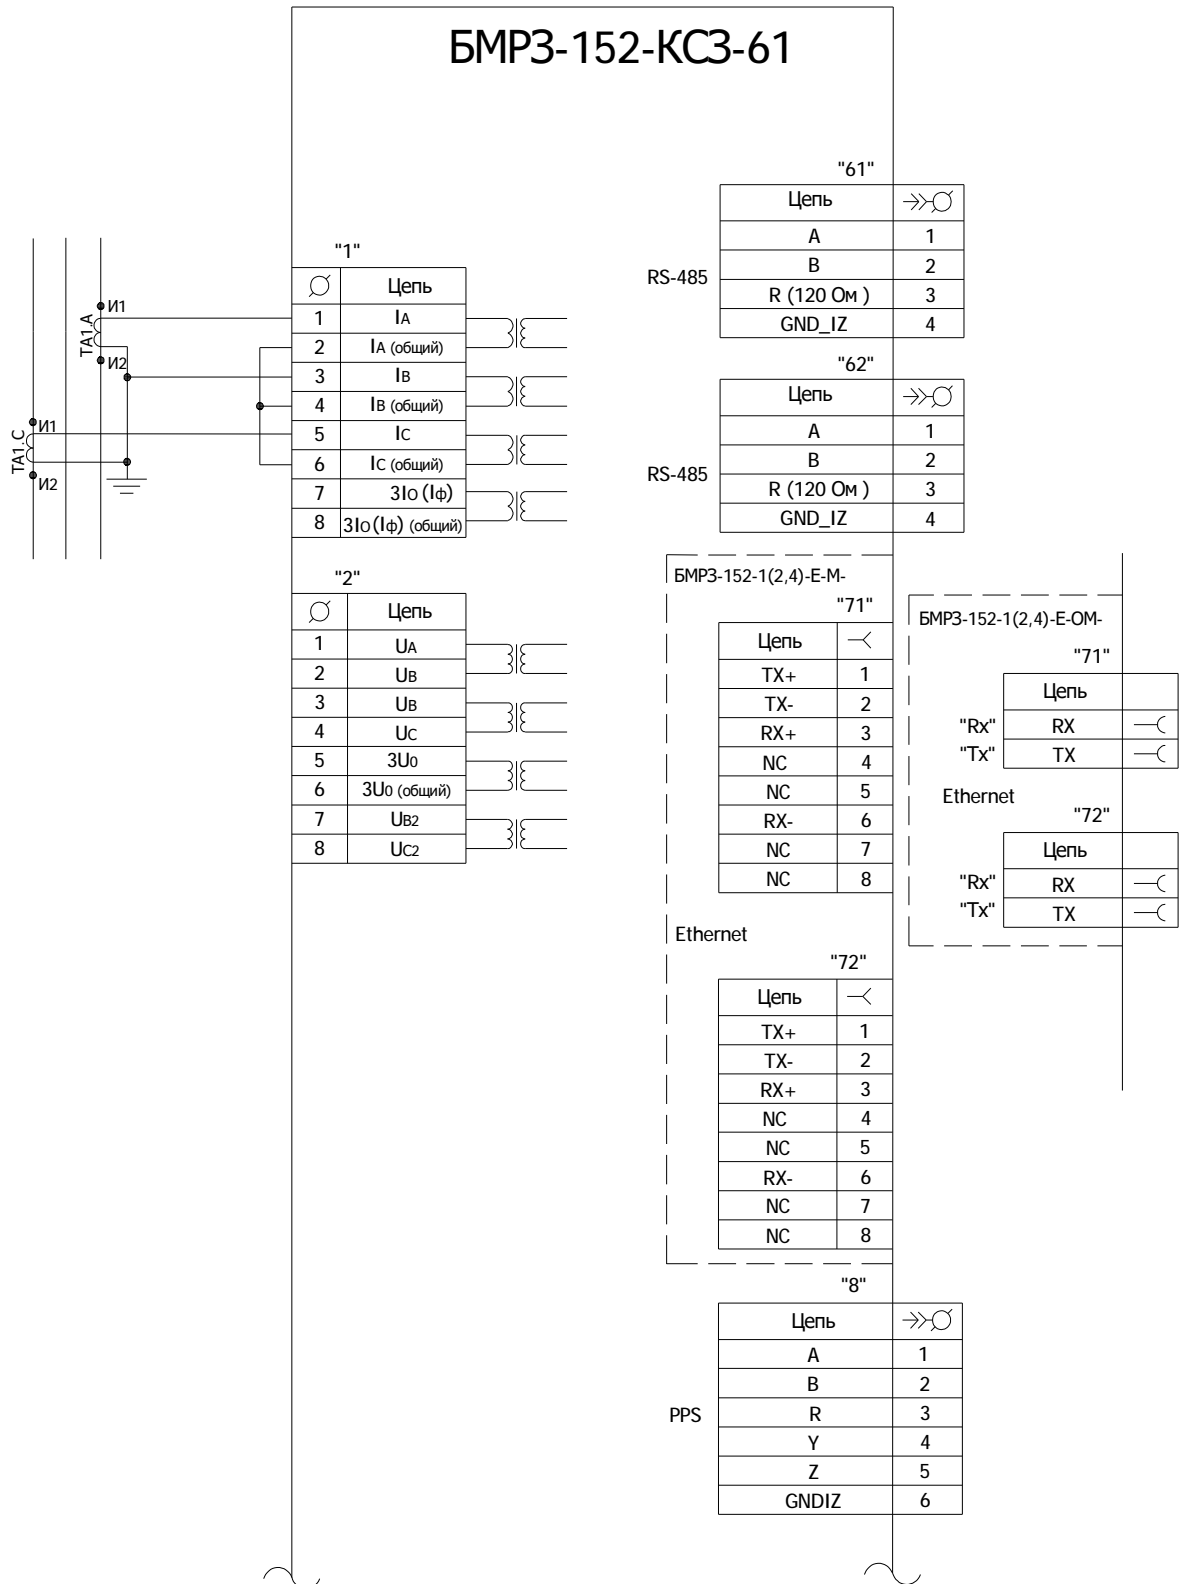 БМРЗ-152-КСЗ-61
"1"
Цепь
1 IA
2 IA (общий)
3 IB
4 IB (общий)
5 IC
6 IC (общий)
7 3IO (Iф)
8 3IO (Iф) (общий)
И1
ТА1.А
И2
И1
ТА1.С
И2
"2"
Цепь
1 UA
2 UB
3 UB
4 UC
5 3U0
6 3U0 (общий)
7 UB2
8 UC2
"61"
Цепь
RS-485
A 1
B 2
R (120 Ом) 3
GND_IZ 4
"62"
Цепь
RS-485
A 1
B 2
R (120 Ом) 3
GND_IZ 4
БМРЗ-152-1(2,4)-Е-М-
"71"
Цепь
TX+ 1
TX- 2
RX+ 3
NC 4
NC 5
RX- 6
NC 7
NC 8
Ethernet
"72"
Цепь
TX+ 1
TX- 2
RX+ 3
NC 4
NC 5
RX- 6
NC 7
NC 8
БМРЗ-152-1(2,4)-Е-ОМ-
"71"
Цепь
"Rx" RX
"Tx" TX
Ethernet
"72"
Цепь
"Rx" RX
"Tx" TX
"8"
Цепь
PPS
A 1
B 2
R 3
Y 4
Z 5
GNDIZ 6